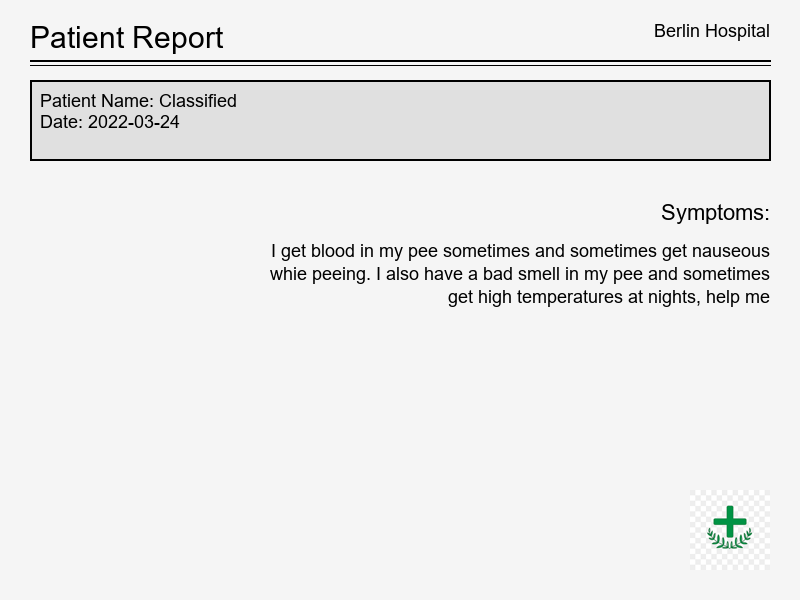 Patient Report
Berlin Hospital
Patient Name: Classified
Date: 2022-03-24
Symptoms:
I get blood in my pee sometimes and sometimes get nauseous
whie peeing. I also have a bad smell in my pee and sometimes
get high temperatures at nights, help me